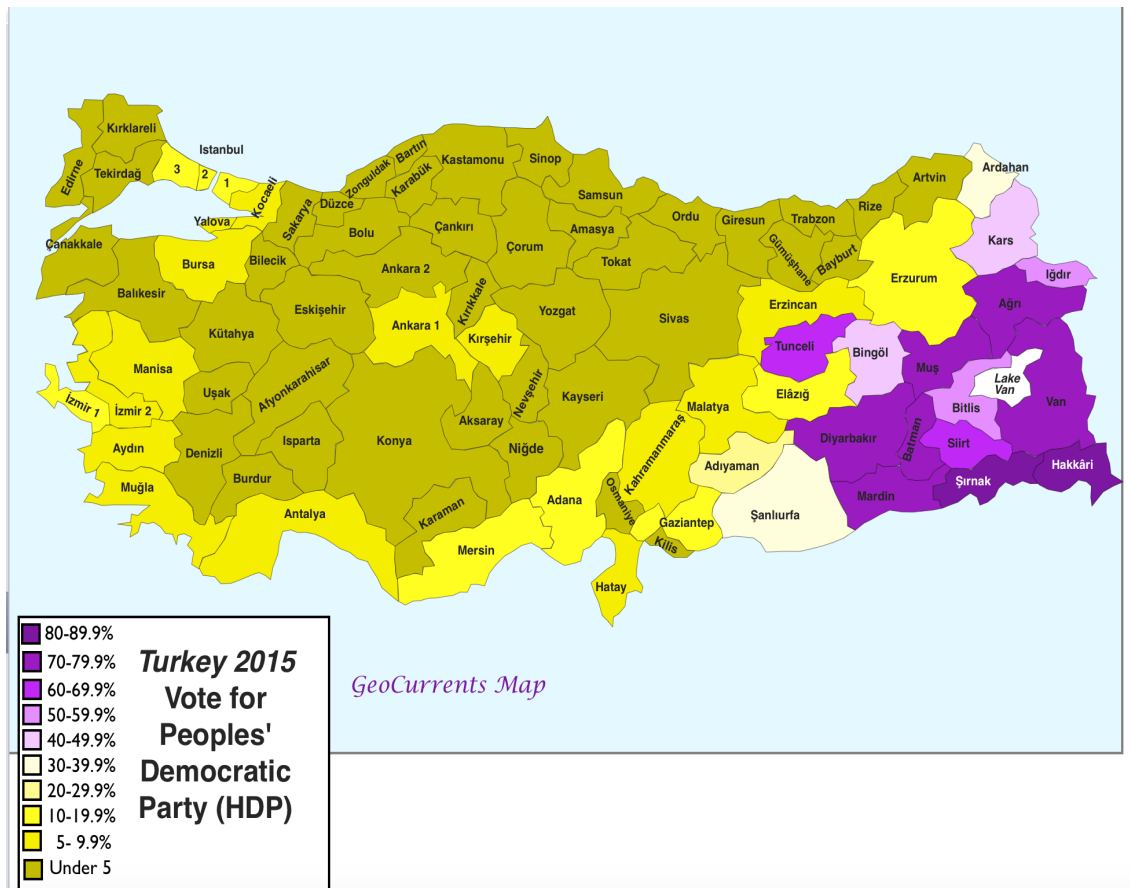 Kırklareli
Istanbul
Edirne
Tekirdağ
3
2
1
Kocaeli
Yalova
Çanakkale
Bursa
Bilecik
Sakarya
Düzce
Zonguldak
Bartın
Karabük
Kastamonu
Sinop
Samsun
Bolu
Çankırı
Çorum
Amasya
Ordu
Giresun
Trabzon
Rize
Artvin
Ardahan
Kars
Iğdır
Gümüşhane
Bayburt
Erzurum
Ağrı
Balıkesir
Kütahya
Eskişehir
Ankara 2
Ankara 1
Kırıkkale
Kırşehir
Yozgat
Tokat
Sivas
Erzincan
Tunceli
Bingöl
Muş
Lake
Van
Van
Bitlis
Manisa
İzmir 1
İzmir 2
Uşak
Afyonkarahisar
Aydın
Denizli
Isparta
Konya
Aksaray
Nevşehir
Kayseri
Malatya
Elâzığ
Diyarbakır
Batman
Siirt
Hakkâri
Şırnak
Mardin
Muğla
Burdur
Antalya
Karaman
Niğde
Mersin
Adana
Osmaniye
Kahramanmaraş
Adıyaman
Gaziantep
Kilis
Şanlıurfa
Hatay
80-89.9%
70-79.9%
60-69.9%
50-59.9%
40-49.9%
30-39.9%
20-29.9%
10-19.9%
5- 9.9%
Under 5
Turkey 2015
Vote for
Peoples'
Democratic
Party (HDP)
GeoCurrents Map